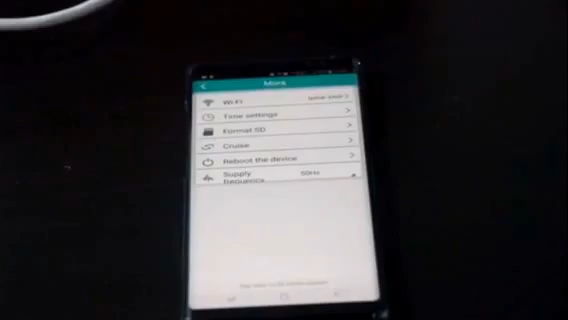 More
Wi-Fi
Time settings
Format SD
Cruise
Reboot the device
Supply 50Hz
frequency